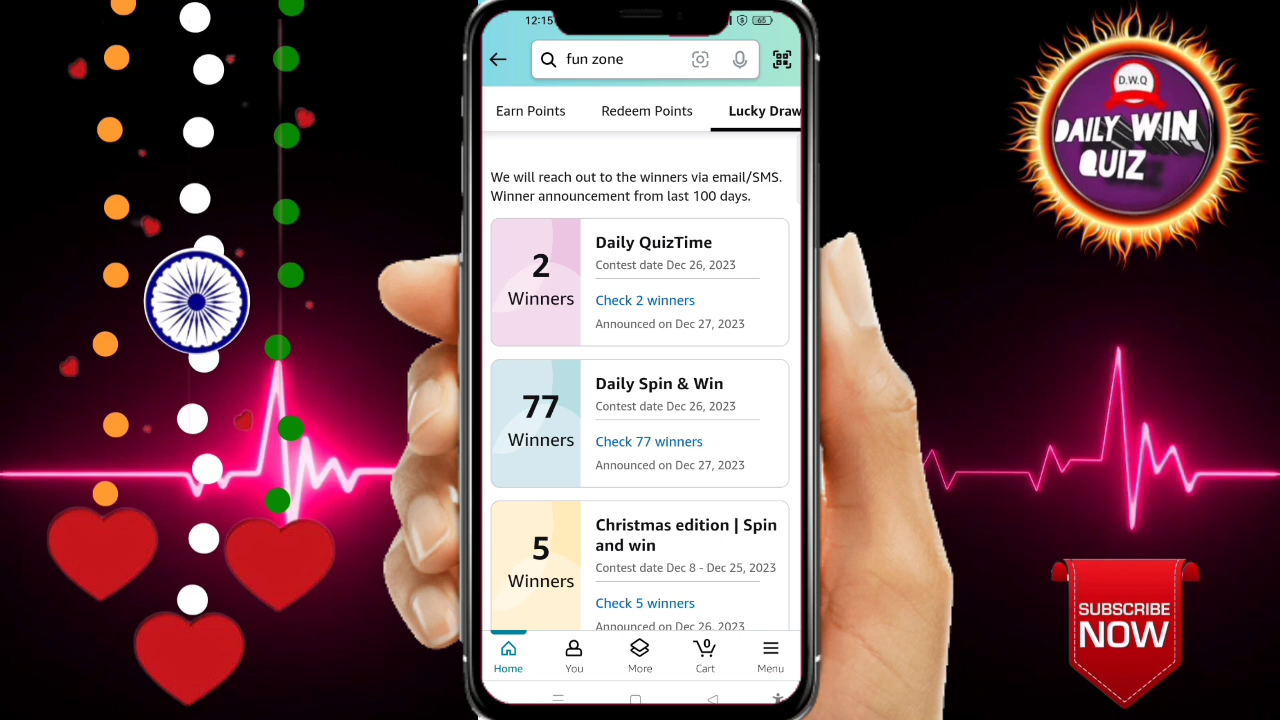 12:15
65
fun zone
Earn Points
Redeem Points
Lucky Draw
We will reach out to the winners via email/SMS.
Winner announcement from last 100 days.
2
Winners
Daily QuizTime
Contest date Dec 26, 2023
Check 2 winners
Announced on Dec 27, 2023
77
Winners
Daily Spin & Win
Contest date Dec 26, 2023
Check 77 winners
Announced on Dec 27, 2023
5
Winners
Christmas edition | Spin
and win
Contest date Dec 8 - Dec 25, 2023
Check 5 winners
Announced on Dec 26, 2023
Home
You
More
0
Cart
Menu
D.W.Q
DAILY WIN
QUIZ
SUBSCRIBE
NOW